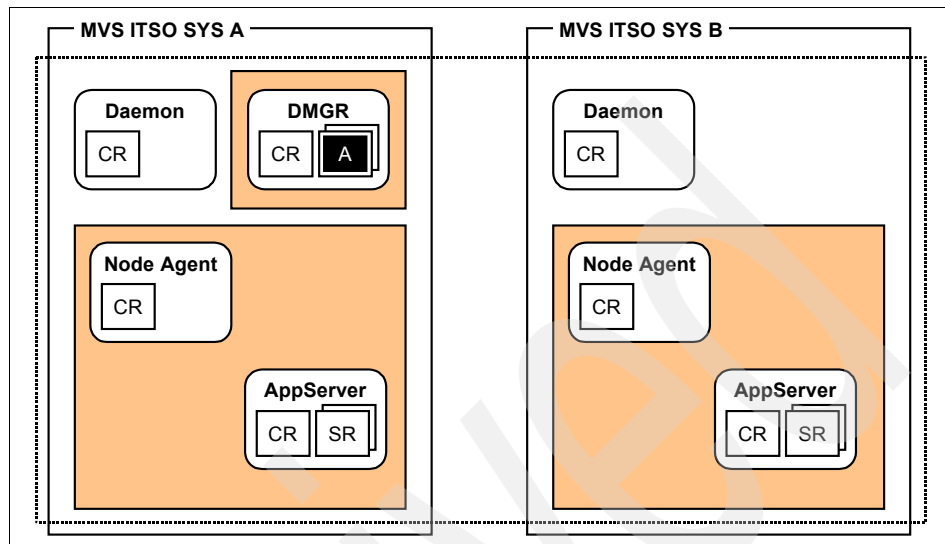 MVS ITSO SYS A
MVS ITSO SYS B
Daemon
CR
DMGR
CR A
Daemon
CR
Node Agent
CR
AppServer
CR SR
Node Agent
CR
AppServer
CR SR